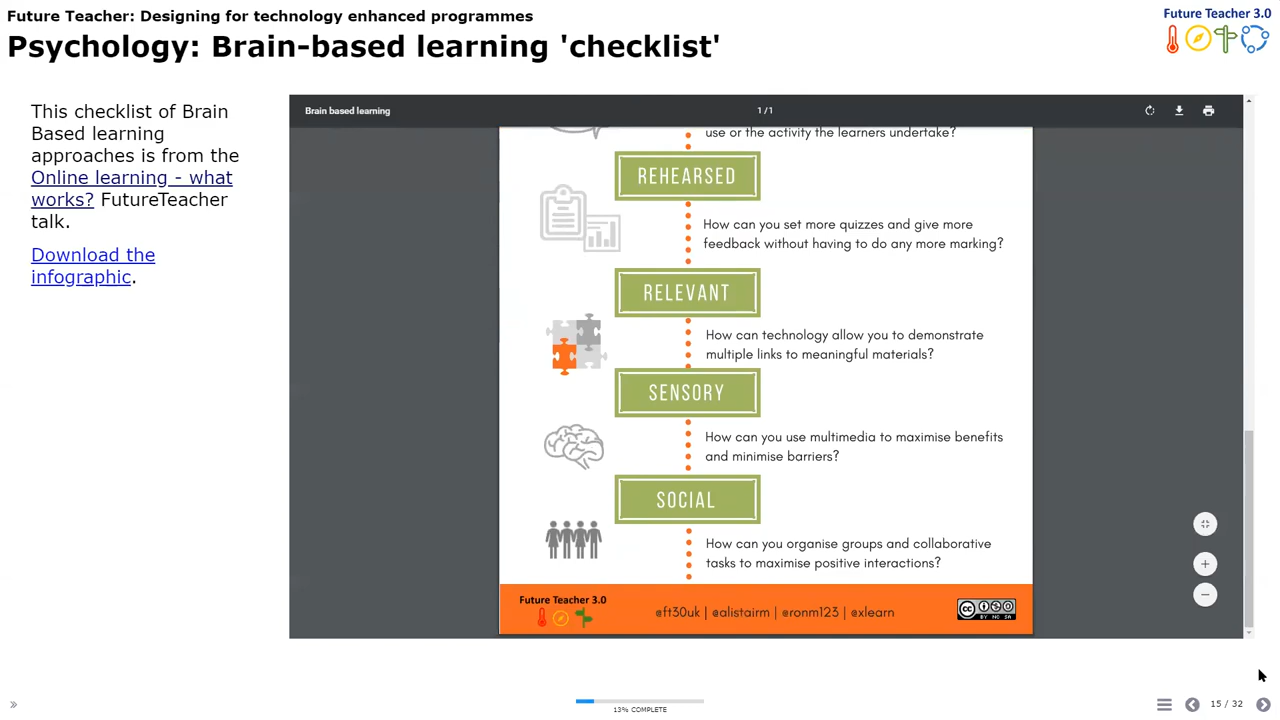 Future Teacher: Designing for technology enhanced programmes
Psychology: Brain-based learning 'checklist'
Future Teacher 3.0
This checklist of Brain
Based learning
approaches is from the
Online learning - what
works? FutureTeacher
talk.
Download the
infographic.
Brain based learning
1 / 1
use or the activity the learners undertake?
REHEARSED
How can you set more quizzes and give more
feedback without having to do any more marking?
RELEVANT
How can technology allow you to demonstrate
multiple links to meaningful materials?
SENSORY
How can you use multimedia to maximise benefits
and minimise barriers?
SOCIAL
How can you organise groups and collaborative
tasks to maximise positive interactions?
Future Teacher 3.0
@ft30uk | @alistairm | @ronm123 | @xlearn
CC
BY NC SA
13% COMPLETE
15 / 32